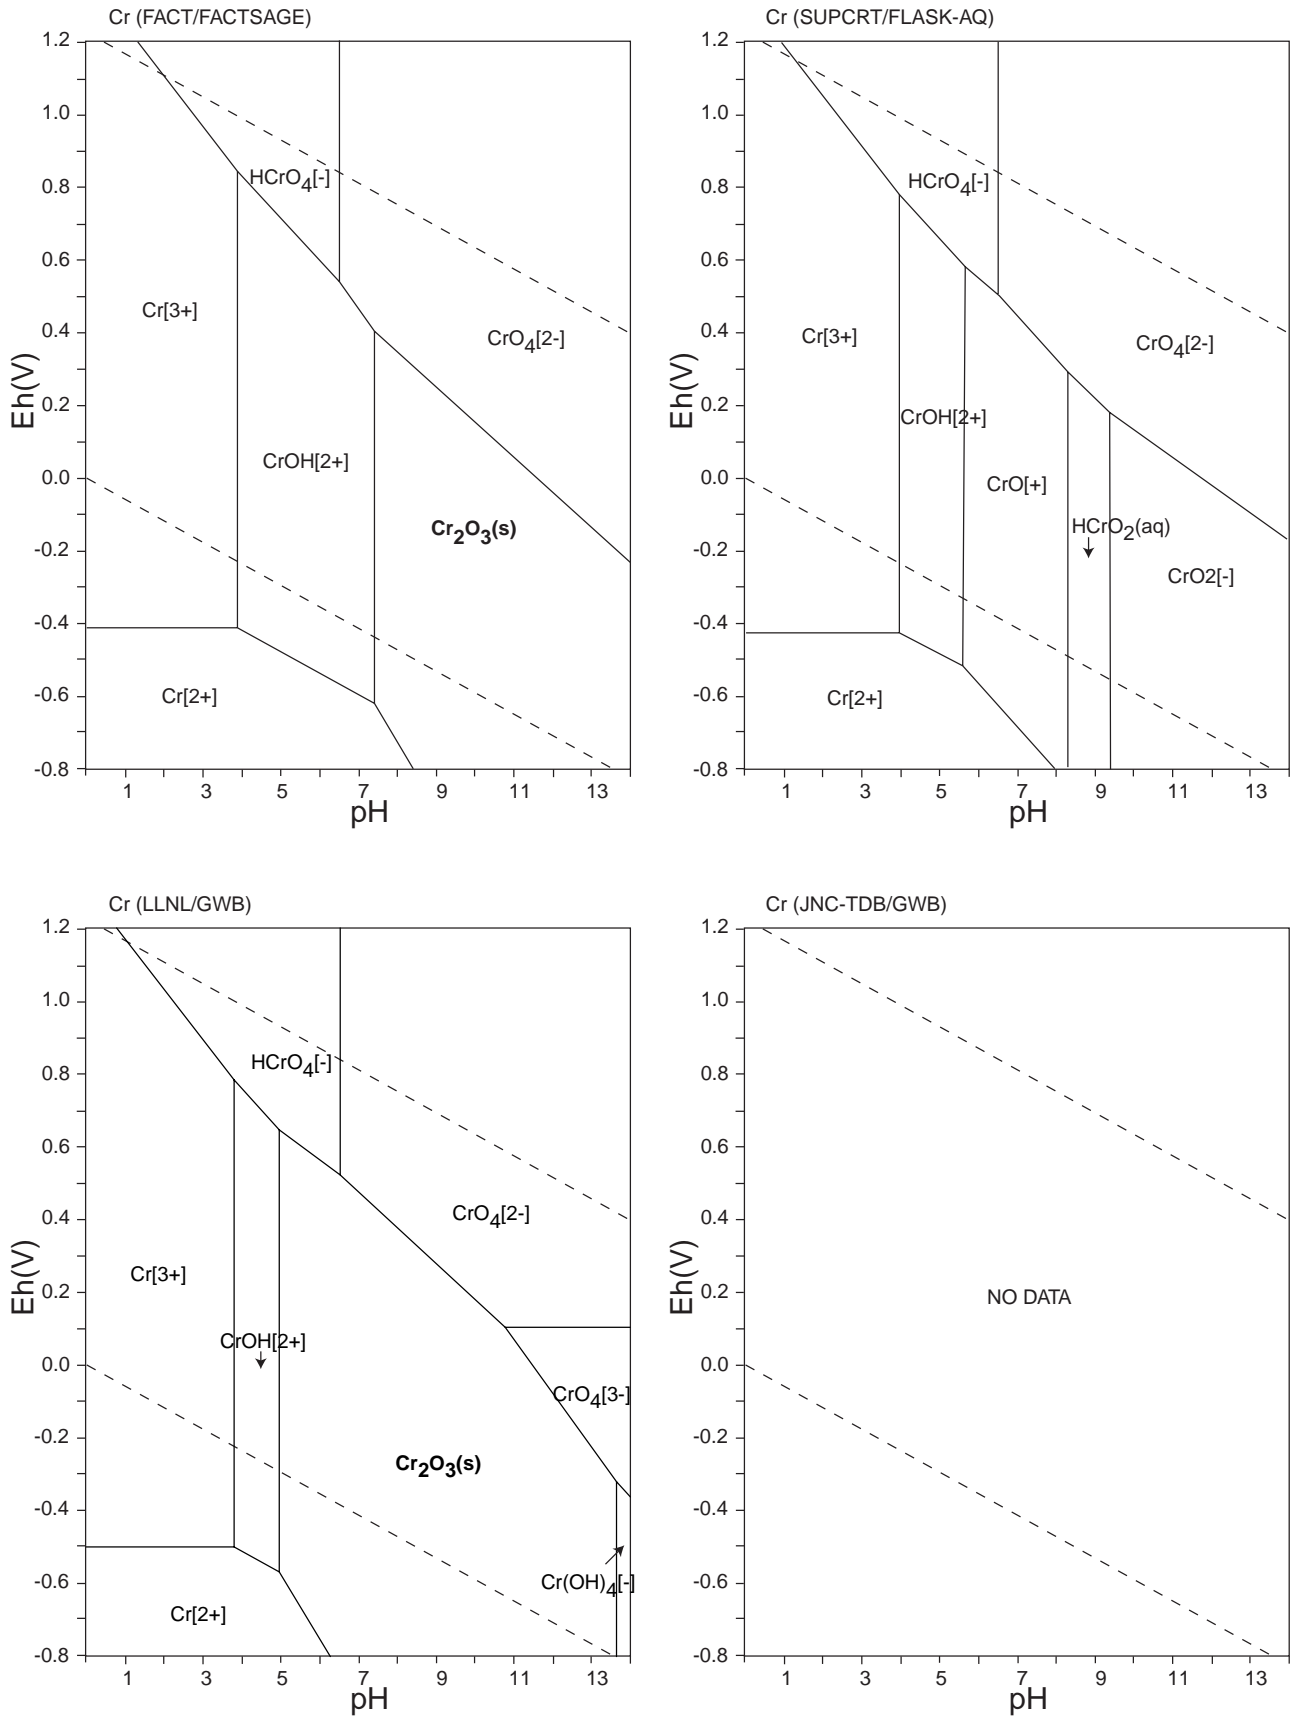 Cr (FACT/FACTSAGE)
1.2
1.0
0.8
0.6
0.4
0.2
0.0
-0.2
-0.4
-0.6
-0.8
Eh(V)
HCrO4[-]
Cr[3+]
CrO4[2-]
CrOH[2+]
Cr2O3(s)
Cr[2+]
1 3 5 7 9 11 13
pH
Cr (SUPCRT/FLASK-AQ)
1.2
1.0
0.8
0.6
0.4
0.2
0.0
-0.2
-0.4
-0.6
-0.8
Eh(V)
HCrO4[-]
Cr[3+]
CrO4[2-]
CrOH[2+]
CrO[+]
HCrO2(aq)
CrO2[-]
Cr[2+]
1 3 5 7 9 11 13
pH
Cr (LLNL/GWB)
1.2
1.0
0.8
0.6
0.4
0.2
0.0
-0.2
-0.4
-0.6
-0.8
Eh(V)
HCrO4[-]
CrO4[2-]
Cr[3+]
CrOH[2+]
CrO4[3-]
Cr2O3(s)
Cr(OH)4[-]
Cr[2+]
1 3 5 7 9 11 13
pH
Cr (JNC-TDB/GWB)
1.2
1.0
0.8
0.6
0.4
0.2
0.0
-0.2
-0.4
-0.6
-0.8
Eh(V)
NO DATA
1 3 5 7 9 11 13
pH